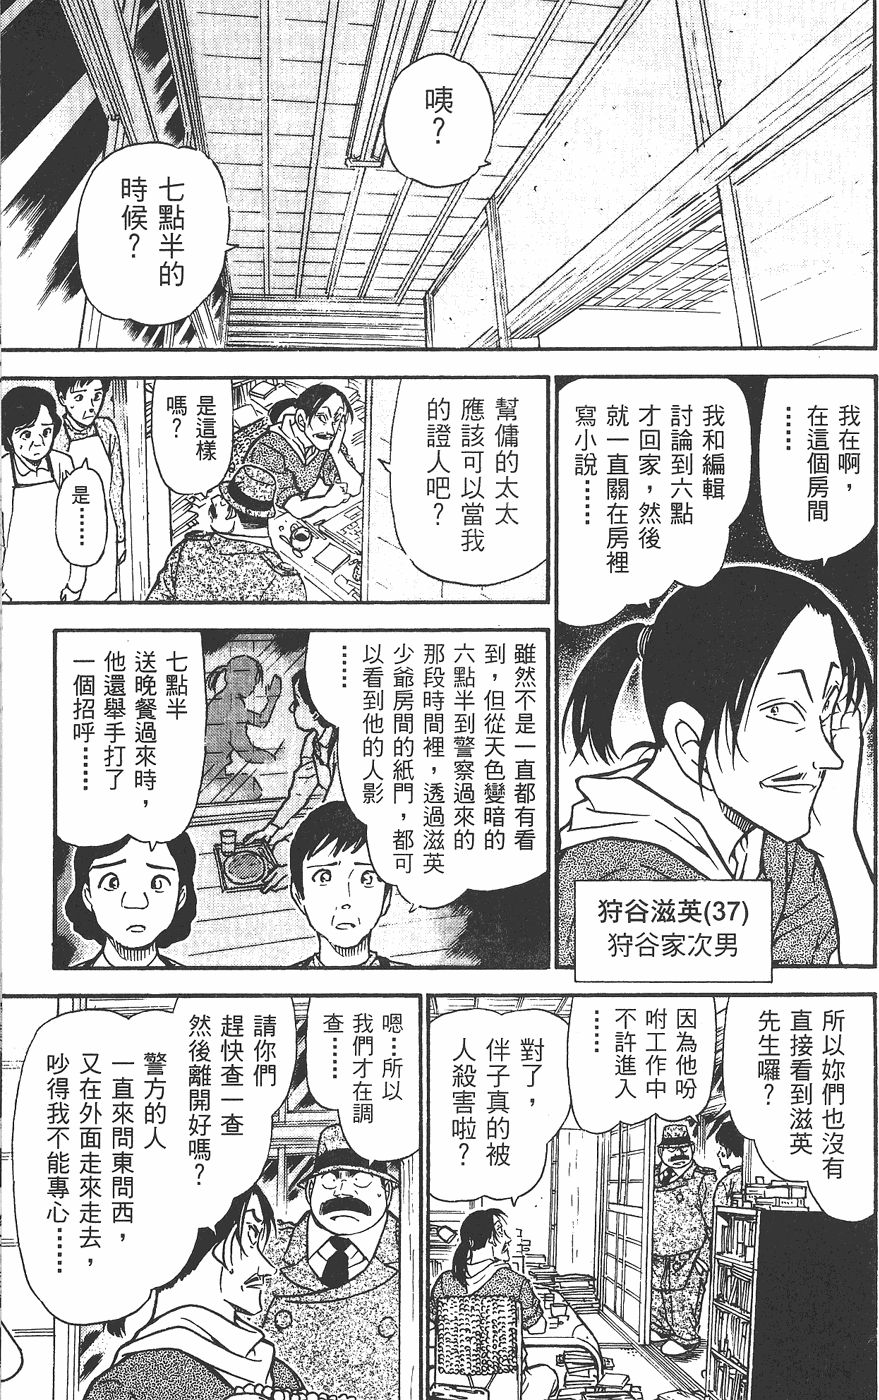 咦？
七點半的
時候？
我在啊，
在這個房間
……
我和編輯
討論到六點
才回家，然後
就一直關在房裡
寫小說……
狩谷滋英(37)
狩谷家次男
幫傭的太太
應該可以當我
的證人吧？
是這樣
嗎？
是……
雖然不是一直都有看
到，但從天色變暗的
六點半到警察過來的
那段時間裡，透過滋英
少爺房間的紙門，都可
以看到他的人影
……
七點半
送晚餐過來時，
他還舉手打了
一個招呼……
所以妳們也沒有
直接看到滋英
先生囉？
因為他吩
咐工作中
不許進入
……
對了，
伴子真的被
人殺害啦？
嗯…所以
我們才在調
查……
請你們
趕快查一查
然後離開好嗎？
警方的人
一直來問東問西，
又在外面走來走去，
吵得我不能專心……